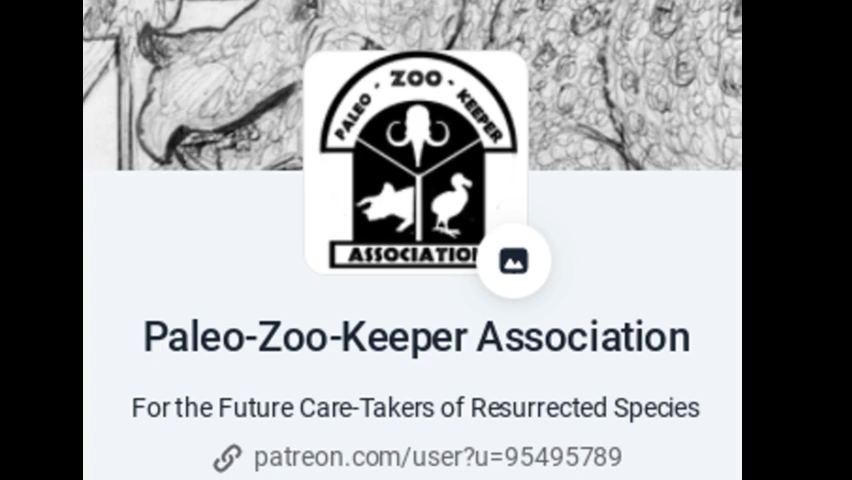 PALEO - ZOO - KEEPER
ASSOCIATION
Paleo-Zoo-Keeper Association
For the Future Care-Takers of Resurrected Species
patreon.com/user?u=95495789